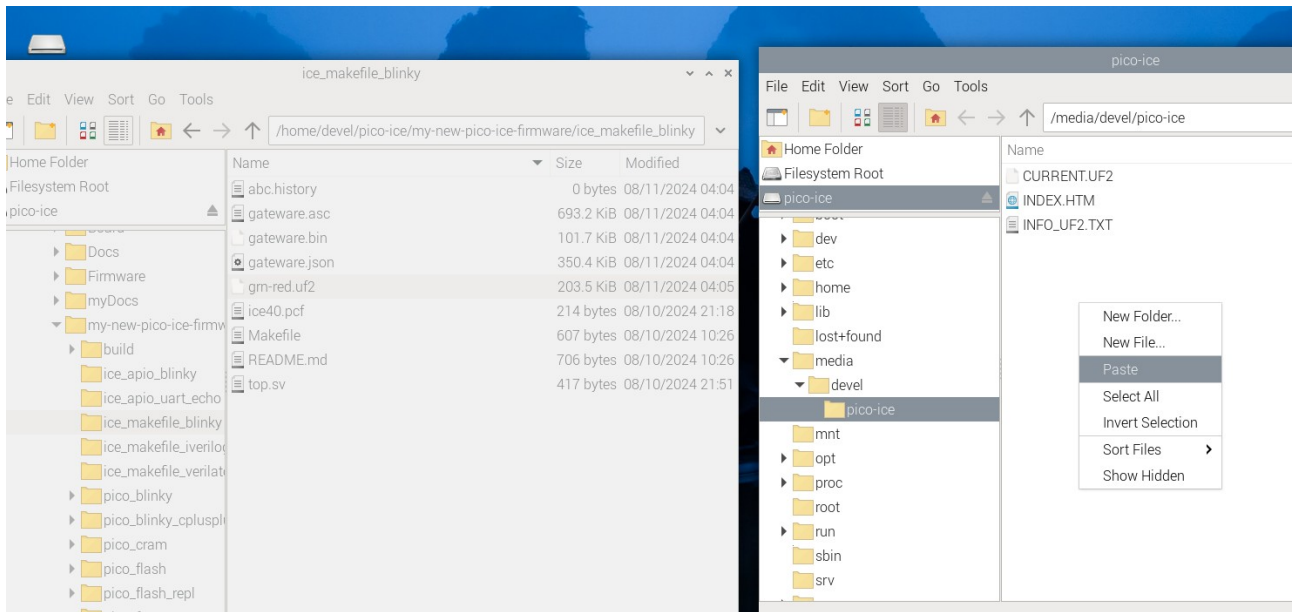 ice_makefile_blinky
Edit View Sort Go Tools
/home/devel/pico-ice/my-new-pico-ice-firmware/ice_makefile_blinky
Home Folder
Filesystem Root
pico-ice
Docs
Firmware
myDocs
my-new-pico-ice-firmw
build
ice_apio_blinky
ice_apio_uart_echo
ice_makefile_blinky
ice_makefile_iverilog
ice_makefile_verilat
pico_blinky
pico_blinky_cplusplu
pico_cram
pico_flash
pico_flash_repl
Name Size Modified
abc.history 0 bytes 08/11/2024 04:04
gateware.asc 693.2 KiB 08/11/2024 04:04
gateware.bin 101.7 KiB 08/11/2024 04:04
gateware.json 350.4 KiB 08/11/2024 04:04
grn-red.uf2 203.5 KiB 08/11/2024 04:05
ice40.pcf 214 bytes 08/10/2024 21:18
Makefile 607 bytes 08/10/2024 10:26
README.md 706 bytes 08/10/2024 10:26
top.sv 417 bytes 08/10/2024 21:51
pico-ice
File Edit View Sort Go Tools
/media/devel/pico-ice
Home Folder
Filesystem Root
pico-ice
dev
etc
home
lib
lost+found
media
devel
pico-ice
mnt
opt
proc
root
run
sbin
srv
Name
CURRENT.UF2
INDEX.HTM
INFO_UF2.TXT
New Folder...
New File...
Paste
Select All
Invert Selection
Sort Files
Show Hidden